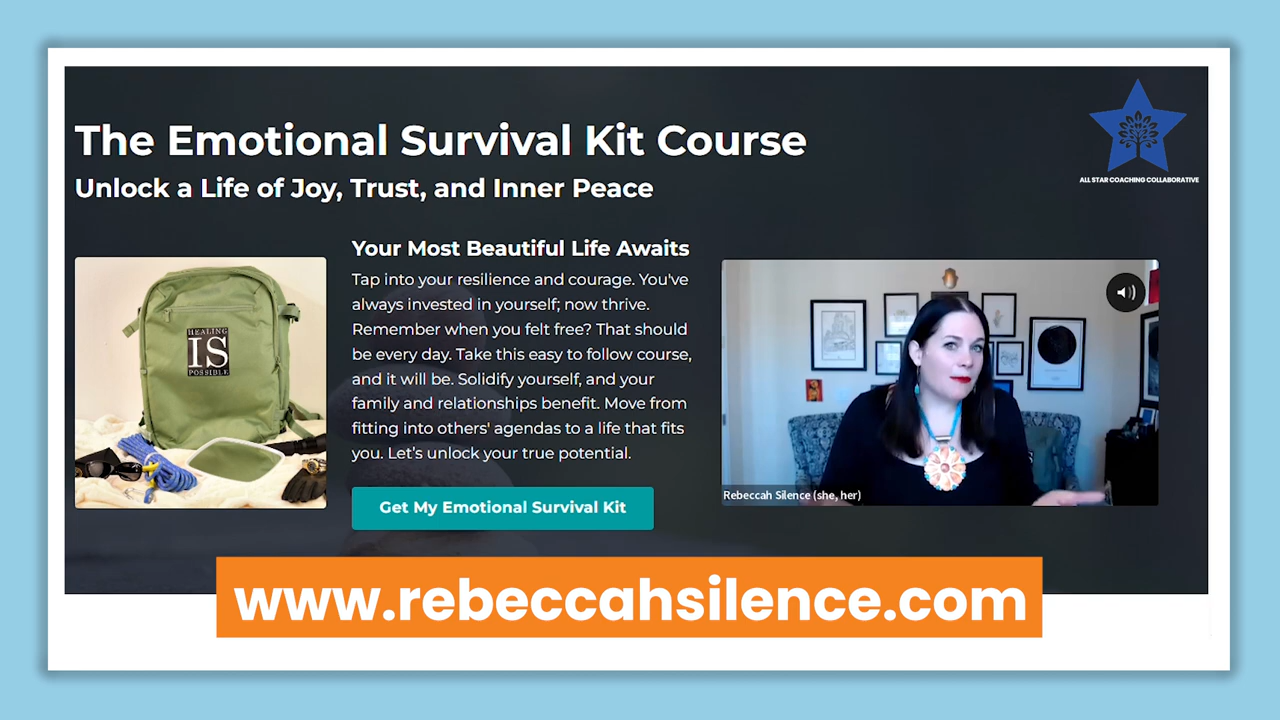 The Emotional Survival Kit Course
Unlock a Life of Joy, Trust, and Inner Peace
ALL STAR COACHING COLLABORATIVE
HEALING
IS
POSSIBLE
Your Most Beautiful Life Awaits
Tap into your resilience and courage. You've
always invested in yourself; now thrive.
Remember when you felt free? That should
be every day. Take this easy to follow course,
and it will be. Solidify yourself, and your
family and relationships benefit. Move from
fitting into others' agendas to a life that fits
you. Let's unlock your true potential.
Get My Emotional Survival Kit
Rebeccah Silence (she, her)
www.rebeccahsilence.com